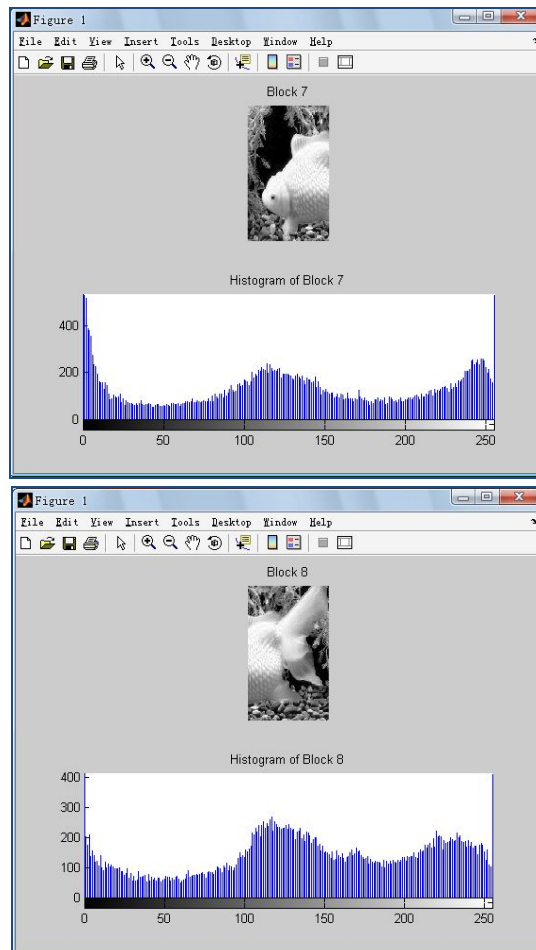 Figure 1
File Edit View Insert Tools Desktop Window Help
Block 7
Histogram of Block 7
400
200
0
0 50 100 150 200 250
Figure 1
File Edit View Insert Tools Desktop Window Help
Block 8
Histogram of Block 8
400
300
200
100
0
0 50 100 150 200 250